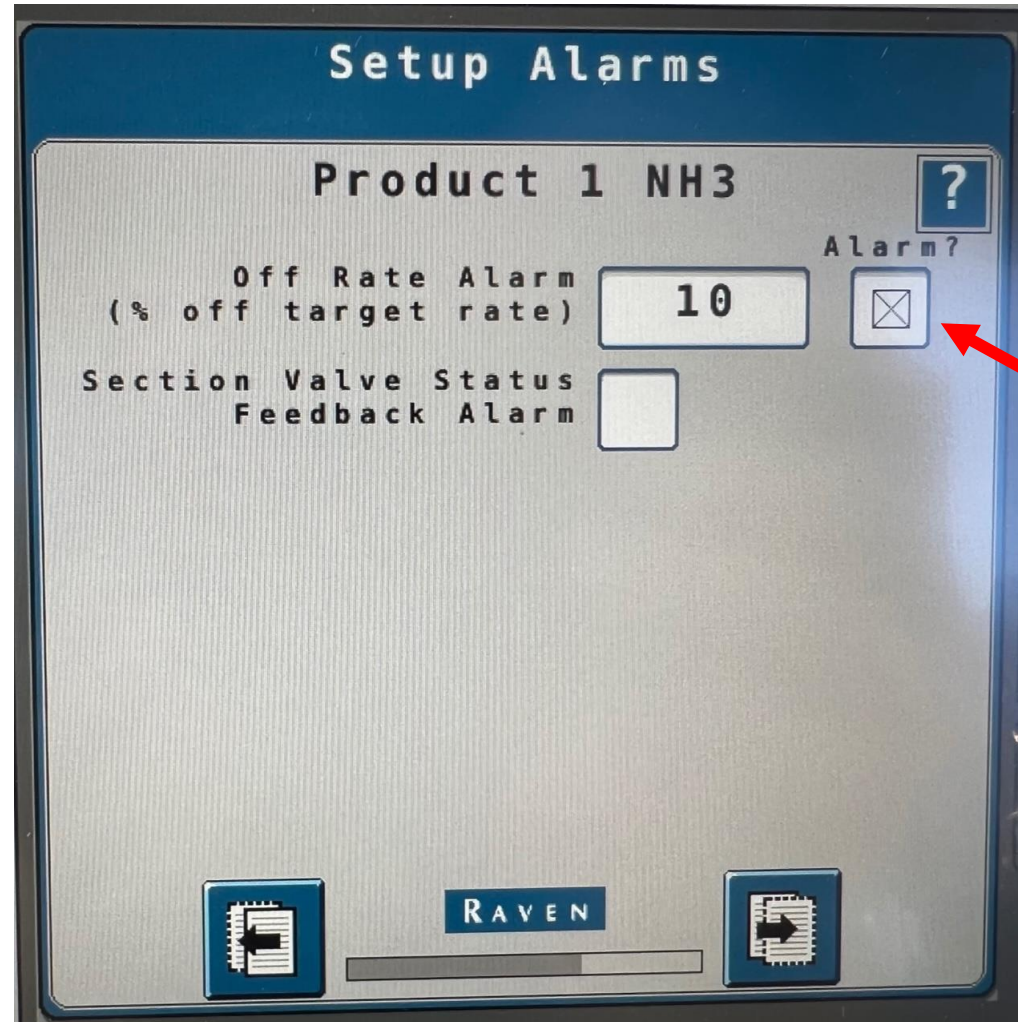 Setup Alarms
Product 1 NH3
?
Alarm?
Off Rate Alarm
(% off target rate)
10
Section Valve Status
Feedback Alarm
RAVEN